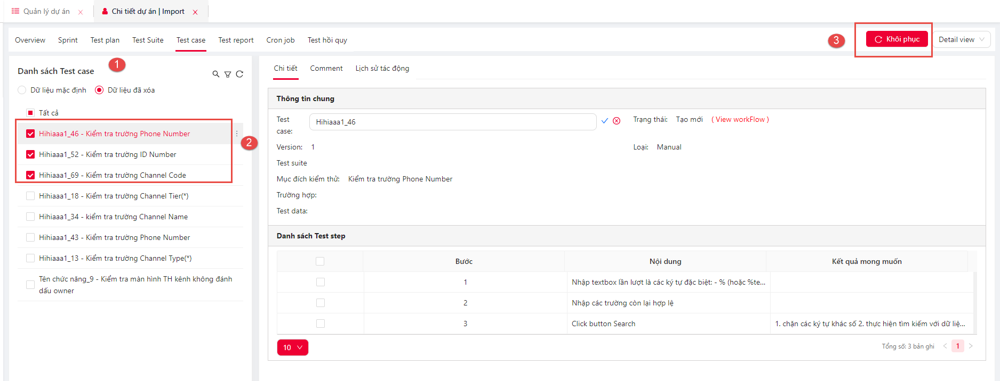 Quản lý dự án
Chi tiết dự án | Import
Overview Sprint Test plan Test Suite Test case Test report Cron job Test hồi quy
3
Khôi phục
Detail view
Danh sách Test case
1
Dữ liệu mặc định
Dữ liệu đã xóa
Tất cả
Hihiaaa1_46 - Kiểm tra trường Phone Number
2
Hihiaaa1_52 - Kiểm tra trường ID Number
Hihiaaa1_69 - Kiểm tra trường Channel Code
Hihiaaa1_18 - Kiểm tra trường Channel Tier(*)
Hihiaaa1_34 - kiểm tra trường Channel Name
Hihiaaa1_43 - Kiểm tra trường Phone Number
Hihiaaa1_13 - Kiểm tra trường Channel Type(*)
Tên chức năng_9 - Kiểm tra màn hình TH kênh không đánh
dấu owner
Chi tiết Comment Lịch sử tác động
Thông tin chung
Test
case:
Hihiaaa1_46
Trạng thái: Tạo mới ( View workFlow )
Version: 1
Loại: Manual
Test suite
Mục đích kiểm thử: Kiểm tra trường Phone Number
Trường hợp:
Test data:
Danh sách Test step
Bước Nội dung Kết quả mong muốn
1 Nhập textbox lần lượt là các ký tự đặc biệt: - % (hoặc %te...
2 Nhập các trường còn lại hợp lệ
3 Click button Search 1. chặn các ký tự khác số 2. thực hiện tìm kiếm với dữ liệ...
10
Tổng số: 3 bản ghi < 1 >